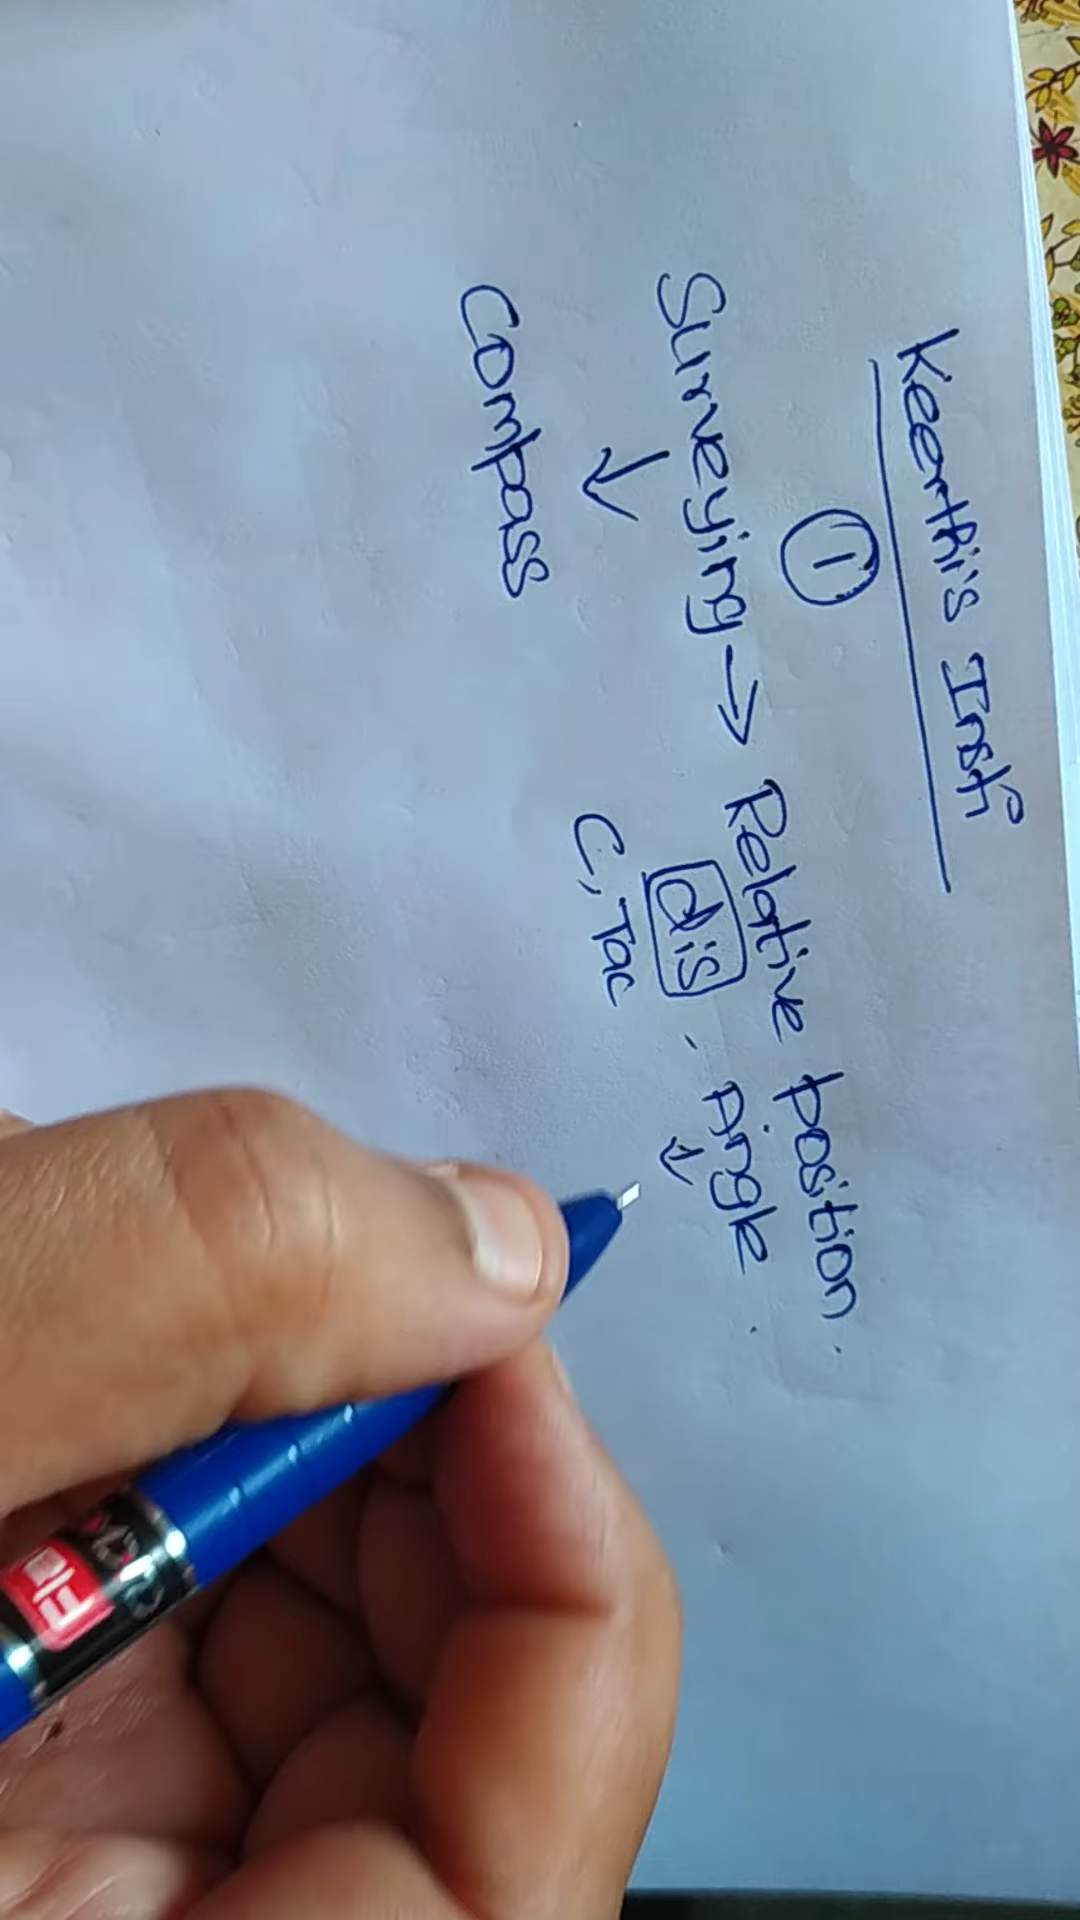 Keerthi's Insti
1
Surveying → Relative position.
↓ dis, Angle
Compass C, Tac ↓